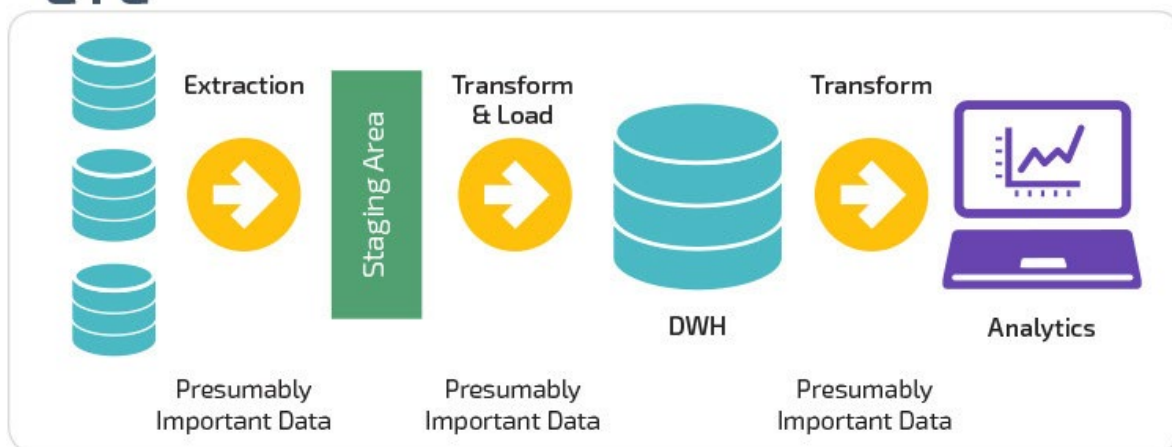 Extraction
Transform
& Load
Transform
Staging Area
DWH
Analytics
Presumably
Important Data
Presumably
Important Data
Presumably
Important Data